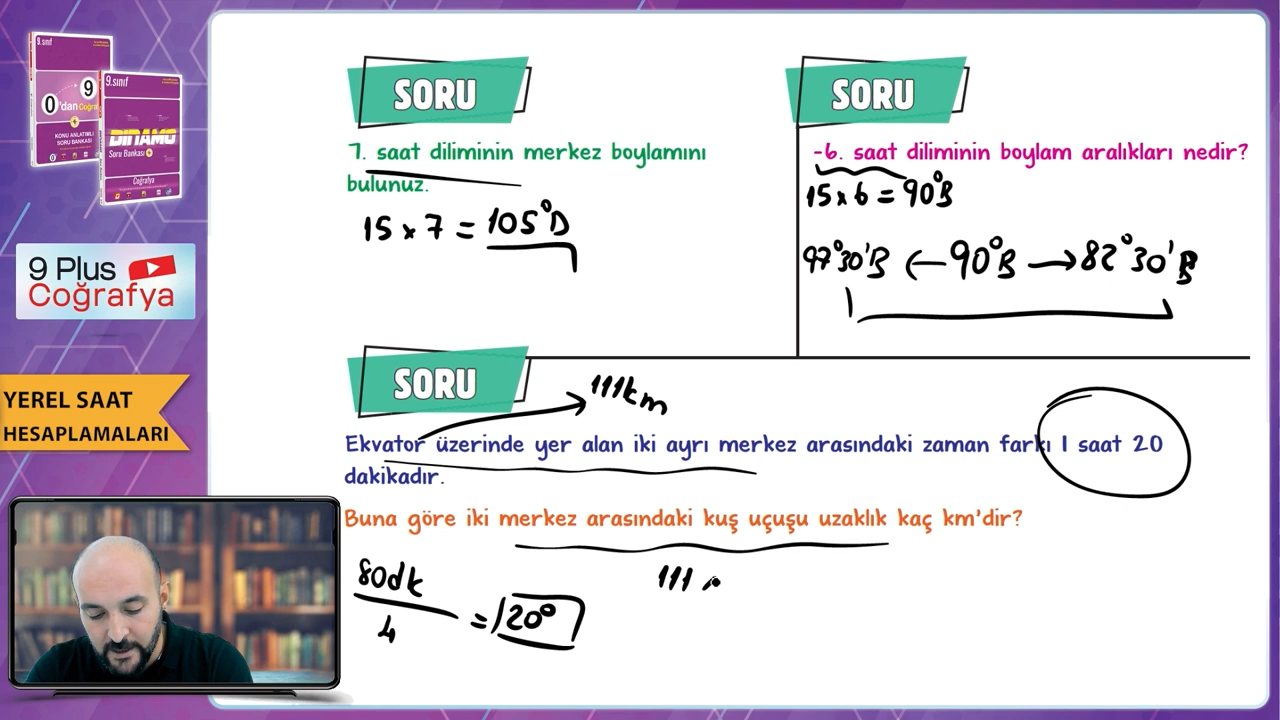 9.sınıf
0'dan 9
Coğrafya
KONU ANLATIMLI
SORU BANKASI
9.sınıf
DİNAMO
Soru Bankası
Coğrafya
9 Plus
Coğrafya
YEREL SAAT
HESAPLAMALARI
SORU
7. saat diliminin merkez boylamını
bulunuz.
15 x 7 = 105°D
SORU
-6. saat diliminin boylam aralıkları nedir?
15 x 6 = 90°B
97°30'B ← 90°B → 82°30'B
SORU
111km
Ekvator üzerinde yer alan iki ayrı merkez arasındaki zaman farkı 1 saat 20
dakikadır.
Buna göre iki merkez arasındaki kuş uçuşu uzaklık kaç km'dir?
80dk
4
= 20°
111